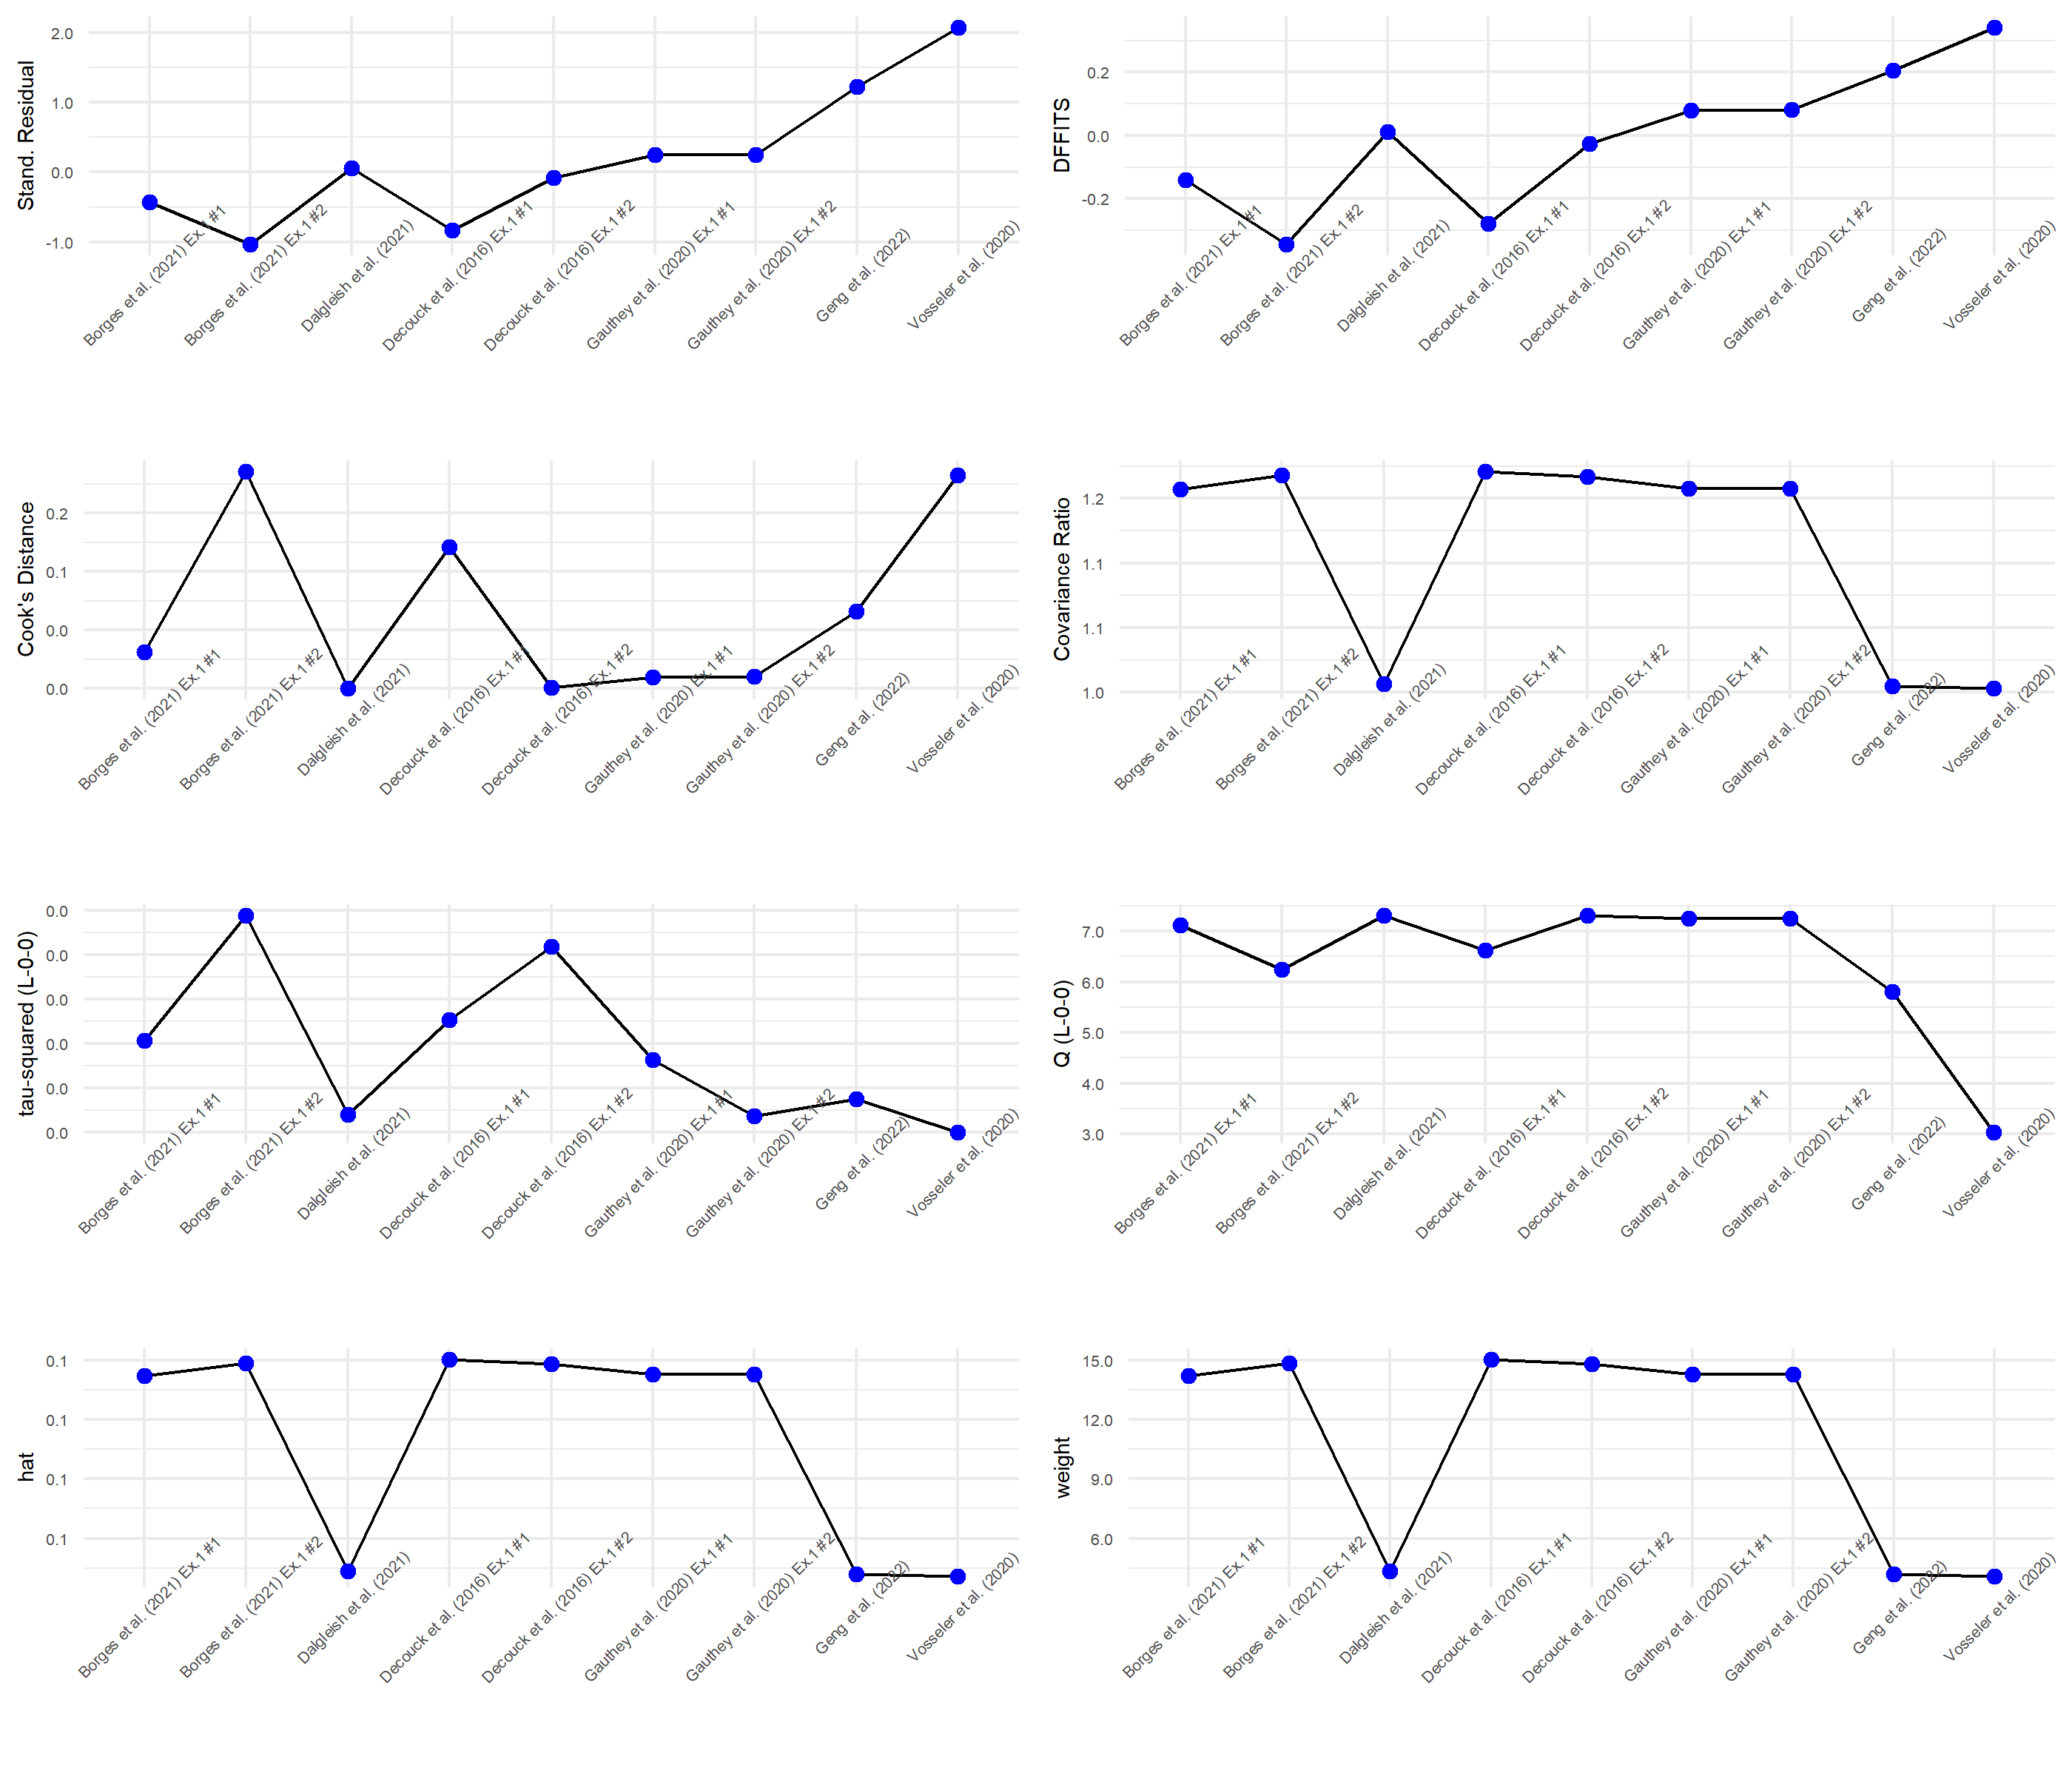 Stand. Residual
2.0
1.0
0.0
-1.0
Borges et al. (2021) Ex.1 #1
Borges et al. (2021) Ex.1 #2
Dalgleish et al. (2021)
Decouck et al. (2016) Ex.1 #1
Decouck et al. (2016) Ex.1 #2
Gauthey et al. (2020) Ex.1 #1
Gauthey et al. (2020) Ex.1 #2
Geng et al. (2022)
Vosseler et al. (2020)
DFFITS
0.2
0.0
-0.2
Borges et al. (2021) Ex.1 #1
Borges et al. (2021) Ex.1 #2
Dalgleish et al. (2021)
Decouck et al. (2016) Ex.1 #1
Decouck et al. (2016) Ex.1 #2
Gauthey et al. (2020) Ex.1 #1
Gauthey et al. (2020) Ex.1 #2
Geng et al. (2022)
Vosseler et al. (2020)
Cook's Distance
0.2
0.1
0.0
0.0
Borges et al. (2021) Ex.1 #1
Borges et al. (2021) Ex.1 #2
Dalgleish et al. (2021)
Decouck et al. (2016) Ex.1 #1
Decouck et al. (2016) Ex.1 #2
Gauthey et al. (2020) Ex.1 #1
Gauthey et al. (2020) Ex.1 #2
Geng et al. (2022)
Vosseler et al. (2020)
Covariance Ratio
1.2
1.1
1.1
1.0
Borges et al. (2021) Ex.1 #1
Borges et al. (2021) Ex.1 #2
Dalgleish et al. (2021)
Decouck et al. (2016) Ex.1 #1
Decouck et al. (2016) Ex.1 #2
Gauthey et al. (2020) Ex.1 #1
Gauthey et al. (2020) Ex.1 #2
Geng et al. (2022)
Vosseler et al. (2020)
tau-squared (L-0-0)
0.0
0.0
0.0
0.0
0.0
0.0
Borges et al. (2021) Ex.1 #1
Borges et al. (2021) Ex.1 #2
Dalgleish et al. (2021)
Decouck et al. (2016) Ex.1 #1
Decouck et al. (2016) Ex.1 #2
Gauthey et al. (2020) Ex.1 #1
Gauthey et al. (2020) Ex.1 #2
Geng et al. (2022)
Vosseler et al. (2020)
Q (L-0-0)
7.0
6.0
5.0
4.0
3.0
Borges et al. (2021) Ex.1 #1
Borges et al. (2021) Ex.1 #2
Dalgleish et al. (2021)
Decouck et al. (2016) Ex.1 #1
Decouck et al. (2016) Ex.1 #2
Gauthey et al. (2020) Ex.1 #1
Gauthey et al. (2020) Ex.1 #2
Geng et al. (2022)
Vosseler et al. (2020)
hat
0.1
0.1
0.1
0.1
Borges et al. (2021) Ex.1 #1
Borges et al. (2021) Ex.1 #2
Dalgleish et al. (2021)
Decouck et al. (2016) Ex.1 #1
Decouck et al. (2016) Ex.1 #2
Gauthey et al. (2020) Ex.1 #1
Gauthey et al. (2020) Ex.1 #2
Geng et al. (2022)
Vosseler et al. (2020)
weight
15.0
12.0
9.0
6.0
Borges et al. (2021) Ex.1 #1
Borges et al. (2021) Ex.1 #2
Dalgleish et al. (2021)
Decouck et al. (2016) Ex.1 #1
Decouck et al. (2016) Ex.1 #2
Gauthey et al. (2020) Ex.1 #1
Gauthey et al. (2020) Ex.1 #2
Geng et al. (2022)
Vosseler et al. (2020)